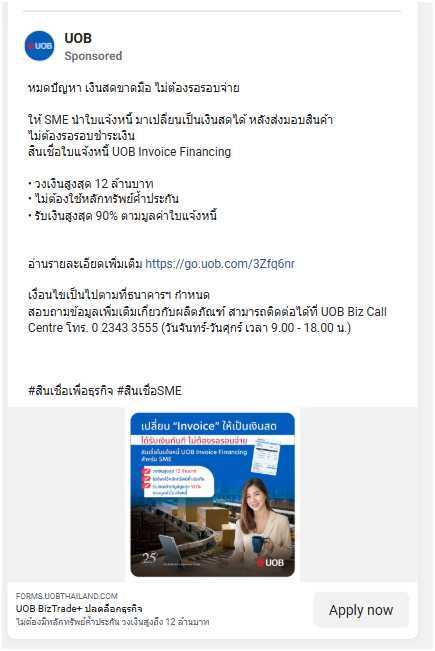 UOB
UOB
Sponsored
หมดปัญหา เงินสดขาดมือ ไม่ต้องรอรอบจ่าย
ให้ SME นำใบแจ้งหนี้ มาเปลี่ยนเป็นเงินสดได้ หลังส่งมอบสินค้า
ไม่ต้องรอรอบชำระเงิน
สินเชื่อใบแจ้งหนี้ UOB Invoice Financing
• วงเงินสูงสุด 12 ล้านบาท
• ไม่ต้องใช้หลักทรัพย์ค้ำประกัน
• รับเงินสูงสุด 90% ตามมูลค่าใบแจ้งหนี้
อ่านรายละเอียดเพิ่มเติม https://go.uob.com/3Zfq6nr
เงื่อนไขเป็นไปตามที่ธนาคารฯ กำหนด
สอบถามข้อมูลเพิ่มเติมเกี่ยวกับผลิตภัณฑ์ สามารถติดต่อได้ที่ UOB Biz Call
Centre โทร. 0 2343 3555 (วันจันทร์-วันศุกร์ เวลา 9.00 - 18.00 น.)
#สินเชื่อเพื่อธุรกิจ #สินเชื่อSME
เปลี่ยน "Invoice" ให้เป็นเงินสด
ได้รับเงินทันที ไม่ต้องรอรอบจ่าย
สินเชื่อใบแจ้งหนี้ UOB Invoice Financing
สำหรับ SME
วงเงินสูงสุด 12 ล้านบาท
ไม่ต้องใช้หลักทรัพย์ค้ำประกัน
90%
25
UOB
FORMS.UOBTHAILAND.COM
UOB BizTrade+ ปลดล็อกธุรกิจ
ไม่ต้องมีหลักทรัพย์ค้ำประกัน วงเงินสูงถึง 12 ล้านบาท
Apply now